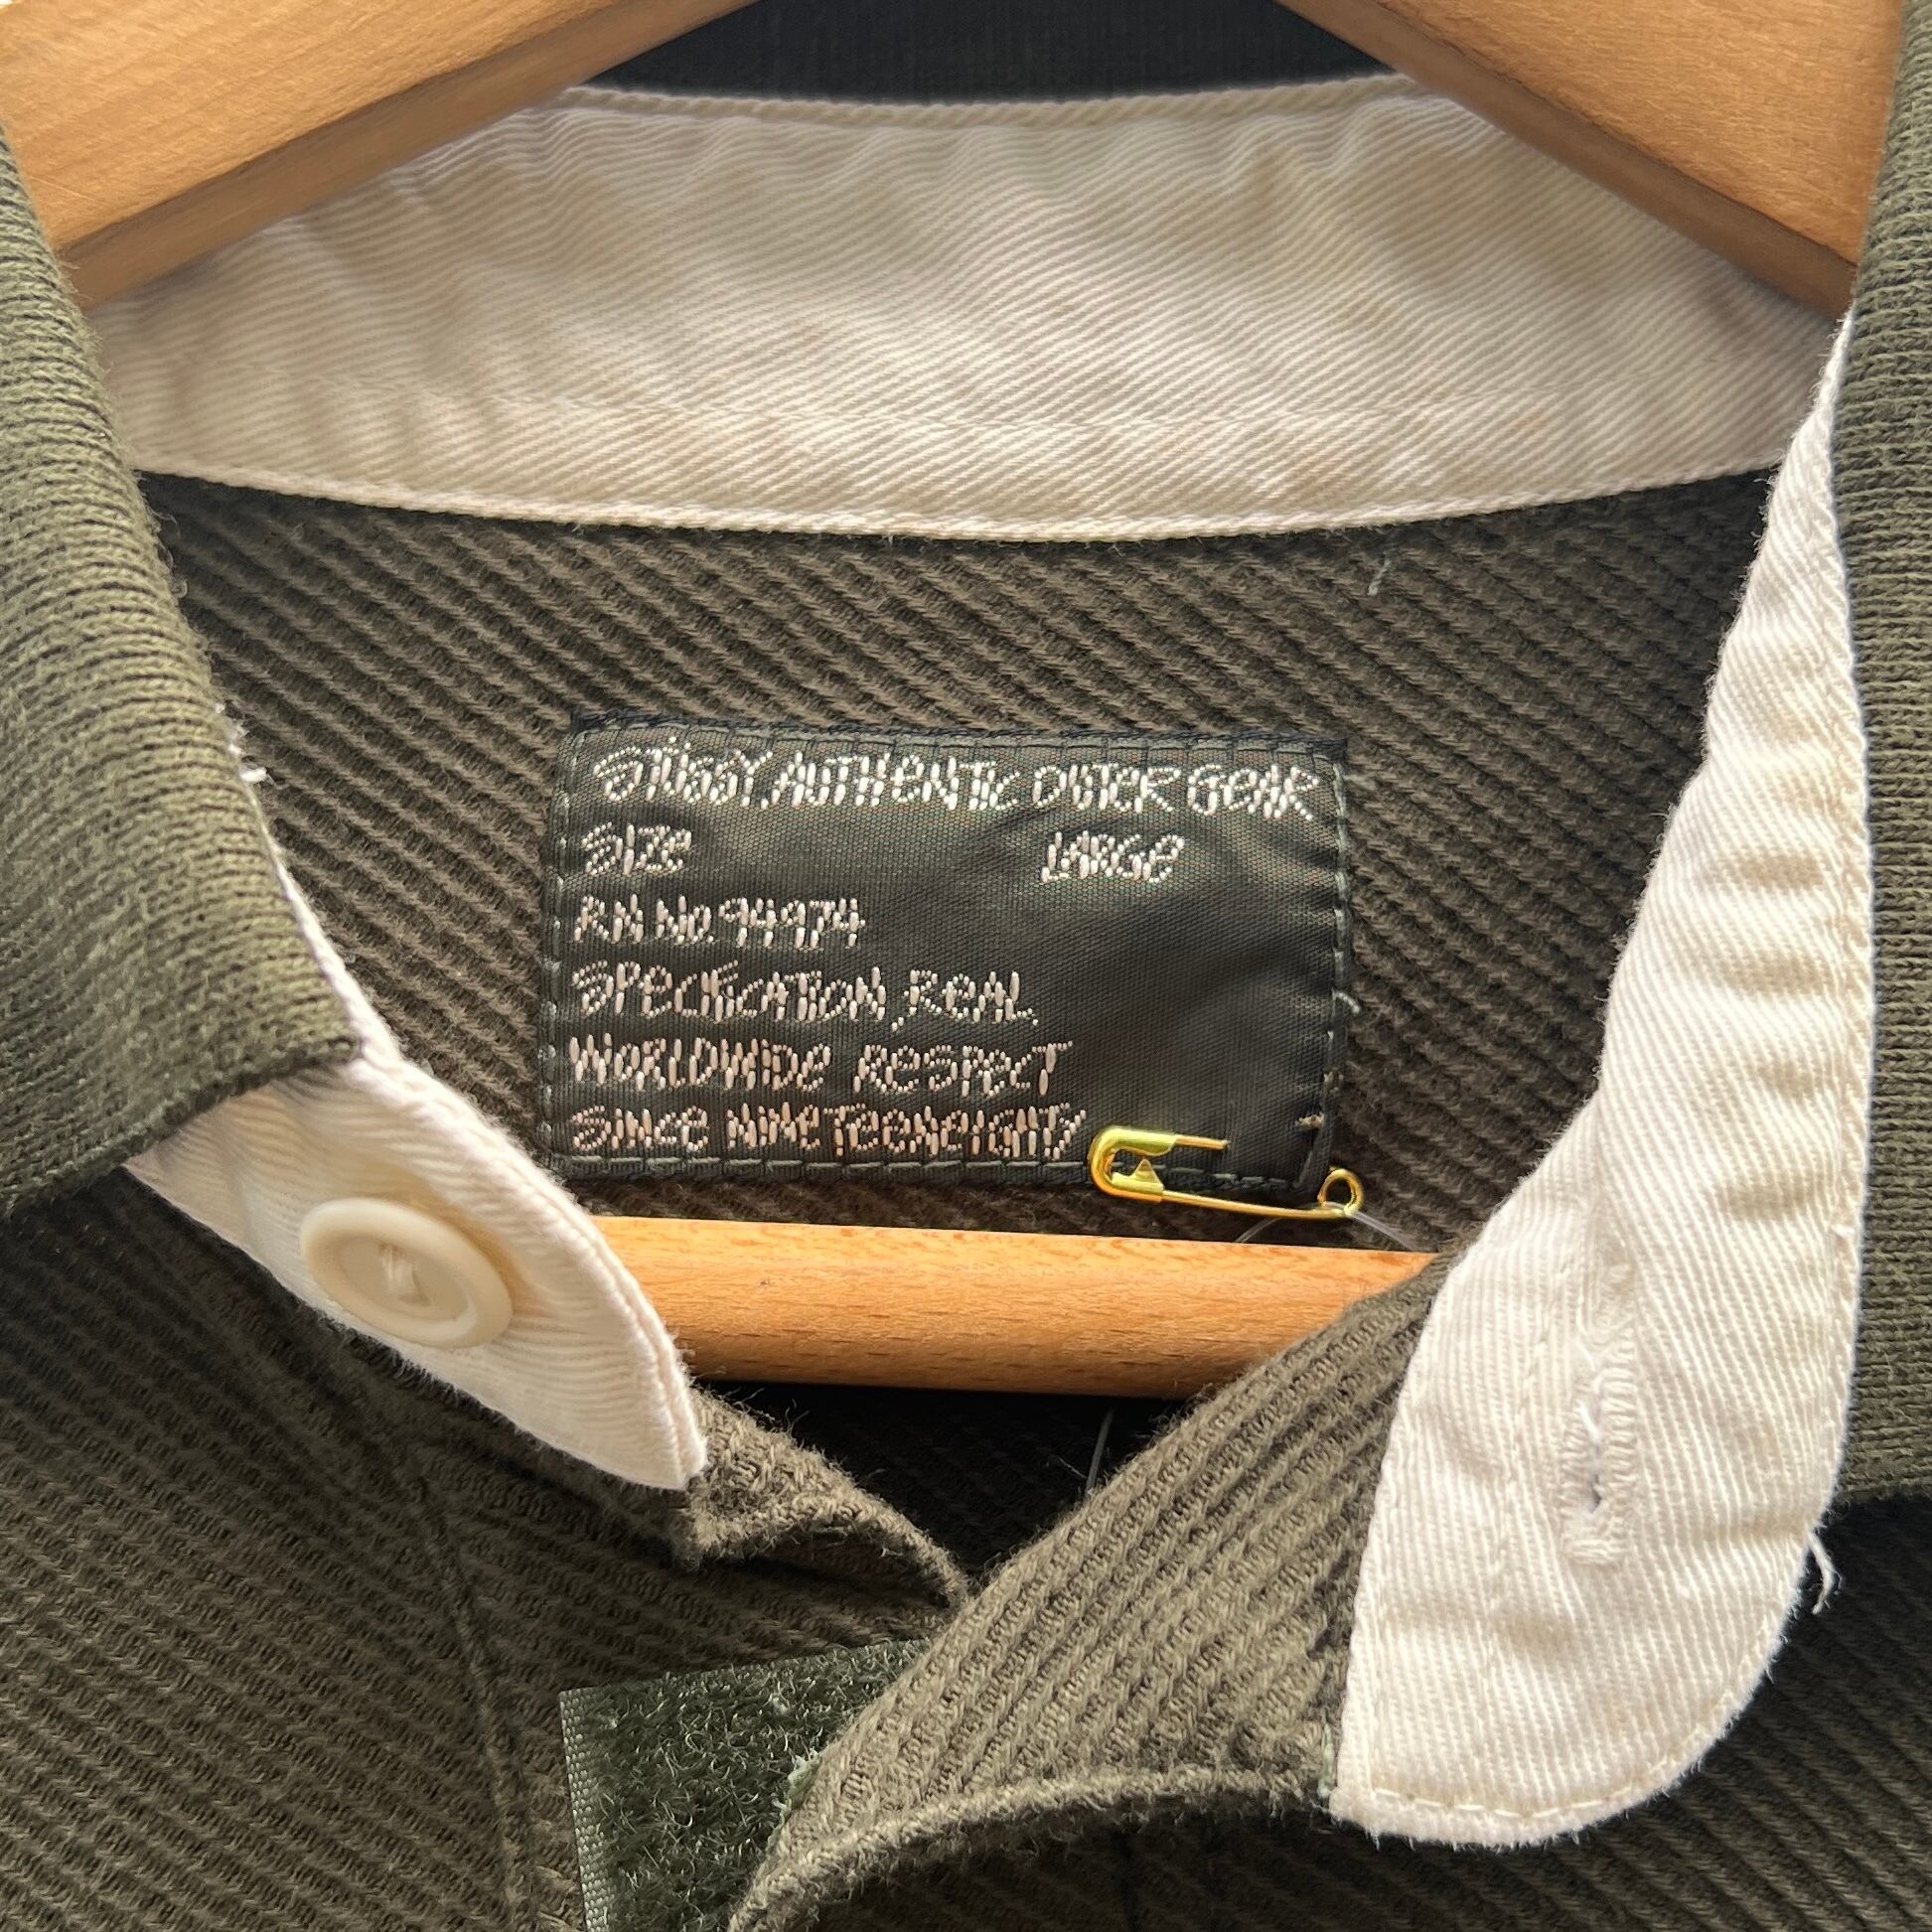 STÜSSY AUTHENTIC OUTER GEAR
SIZE LARGE
RN No. 94974
SPECIFICATION, REAL
WORLDWIDE RESPECT
SINCE NINETEENEIGHTY